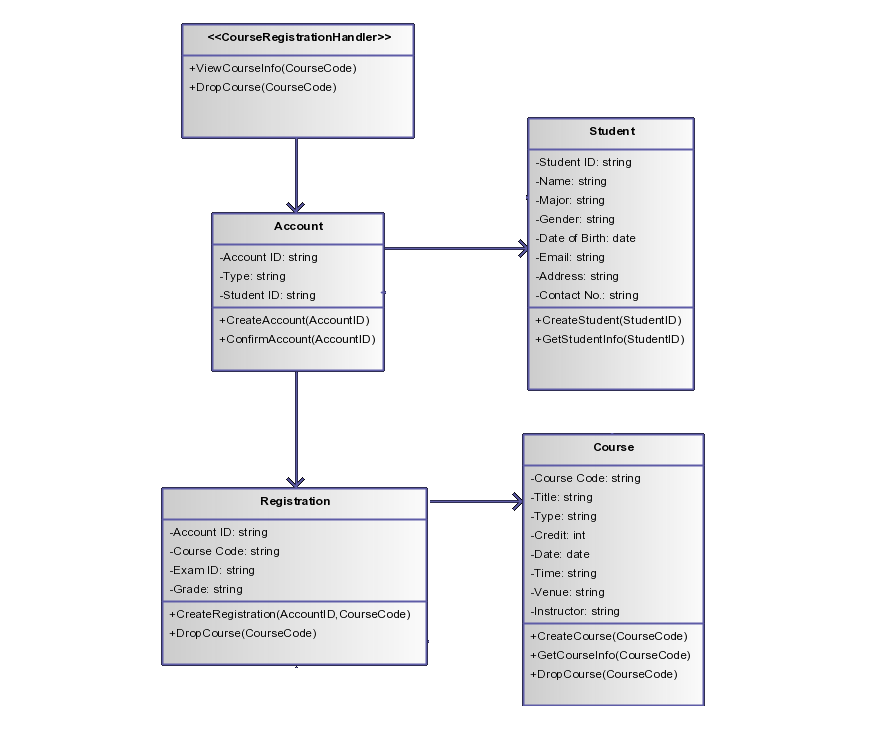 <<CourseRegistrationHandler>>
+ViewCourseInfo(CourseCode)
+DropCourse(CourseCode)
Student
-Student ID: string
-Name: string
-Major: string
-Gender: string
-Date of Birth: date
-Email: string
-Address: string
-Contact No.: string
+CreateStudent(StudentID)
+GetStudentInfo(StudentID)
Account
-Account ID: string
-Type: string
-Student ID: string
+CreateAccount(AccountID)
+ConfirmAccount(AccountID)
Registration
-Account ID: string
-Course Code: string
-Exam ID: string
-Grade: string
+CreateRegistration(AccountID,CourseCode)
+DropCourse(CourseCode)
Course
-Course Code: string
-Title: string
-Type: string
-Credit: int
-Date: date
-Time: string
-Venue: string
-Instructor: string
+CreateCourse(CourseCode)
+GetCourseInfo(CourseCode)
+DropCourse(CourseCode)